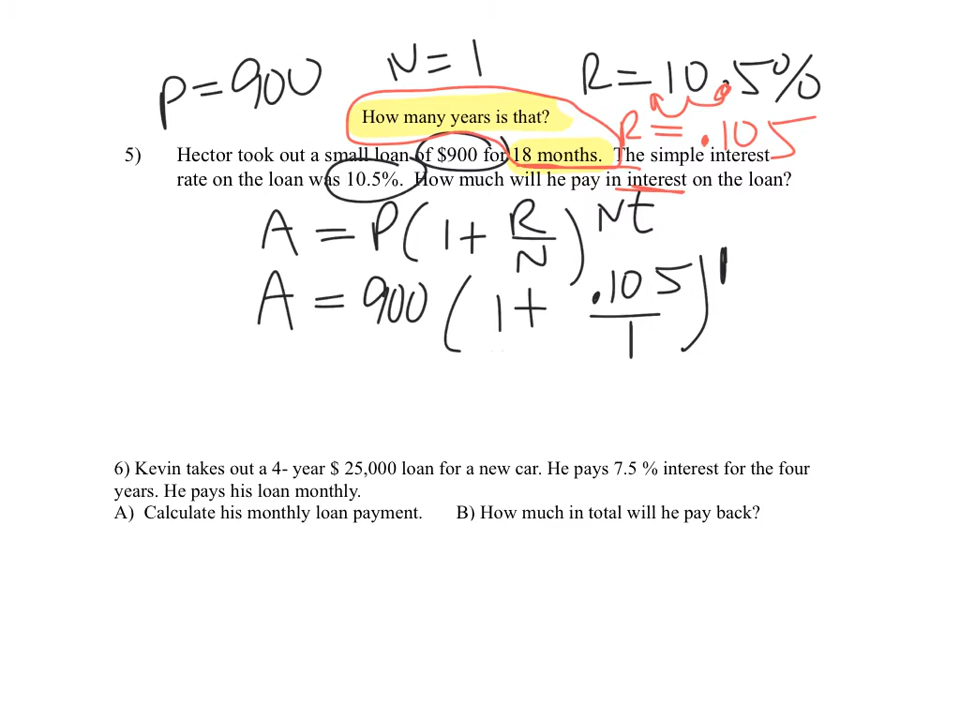 P=900 N=1 R=10.5%
How many years is that?
R=.105
5) Hector took out a small loan of $900 for 18 months. The simple interest
rate on the loan was 10.5%. How much will he pay in interest on the loan?
A = P(1+ R/N)^Nt
A = 900 (1+ .105/1)^1
6) Kevin takes out a 4- year $ 25,000 loan for a new car. He pays 7.5 % interest for the four
years. He pays his loan monthly.
A) Calculate his monthly loan payment. B) How much in total will he pay back?